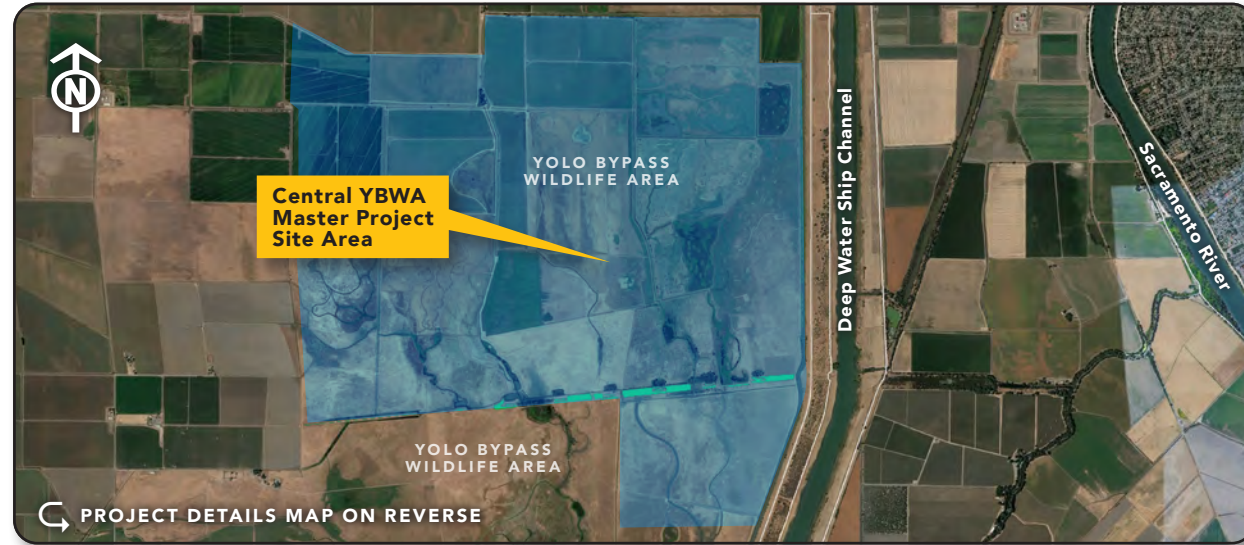 N
YOLO BYPASS
WILDLIFE AREA
Central YBWA
Master Project
Site Area
Deep Water Ship Channel
Sacramento River
YOLO BYPASS
WILDLIFE AREA
PROJECT DETAILS MAP ON REVERSE